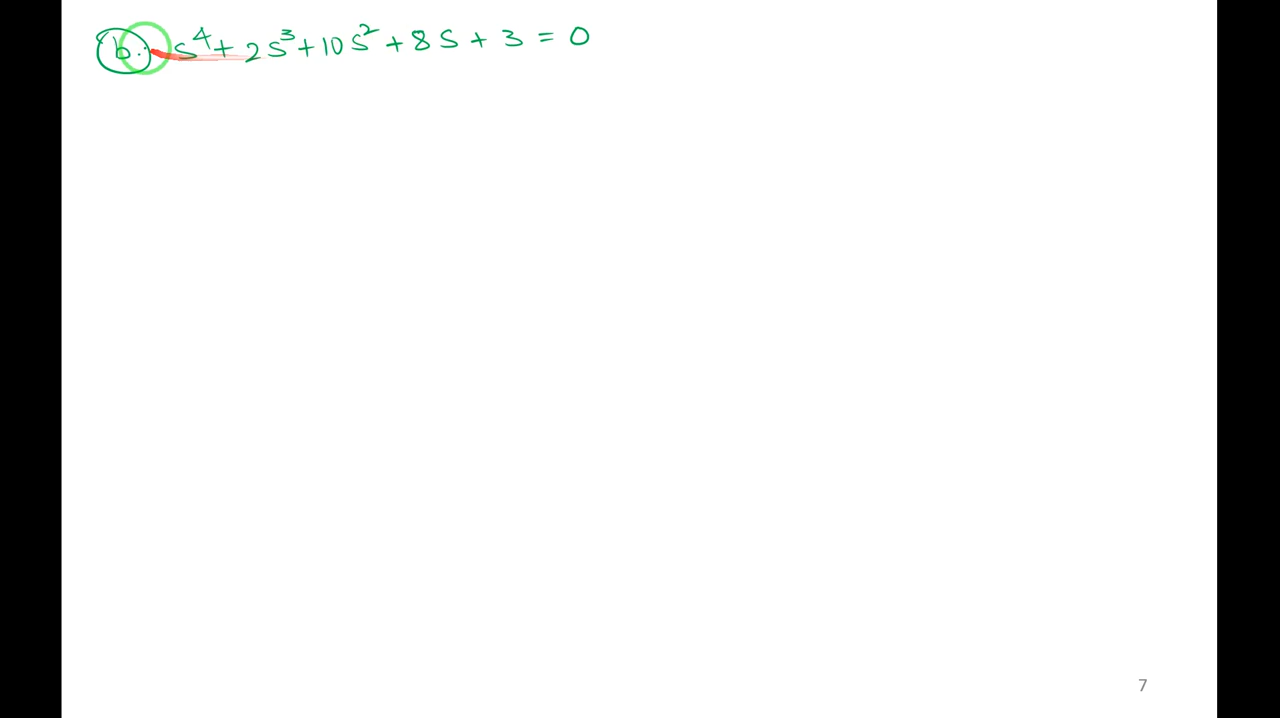 b. s⁴ + 2s³ + 10s² + 8s + 3 = 0
7